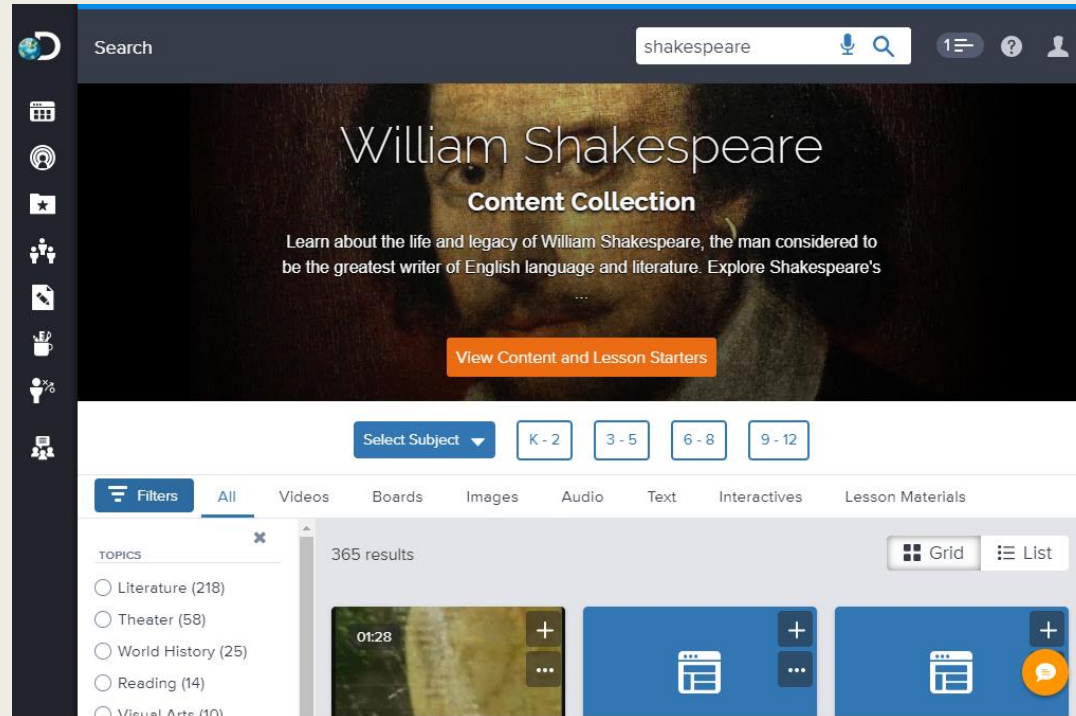 Search
shakespeare
1
?
William Shakespeare
Content Collection
Learn about the life and legacy of William Shakespeare, the man considered to
be the greatest writer of English language and literature. Explore Shakespeare's
...
View Content and Lesson Starters
Select Subject
K - 2
3 - 5
6 - 8
9 - 12
Filters
All
Videos
Boards
Images
Audio
Text
Interactives
Lesson Materials
TOPICS
365 results
Grid
List
Literature (218)
Theater (58)
World History (25)
Reading (14)
Visual Arts (10)
01:28